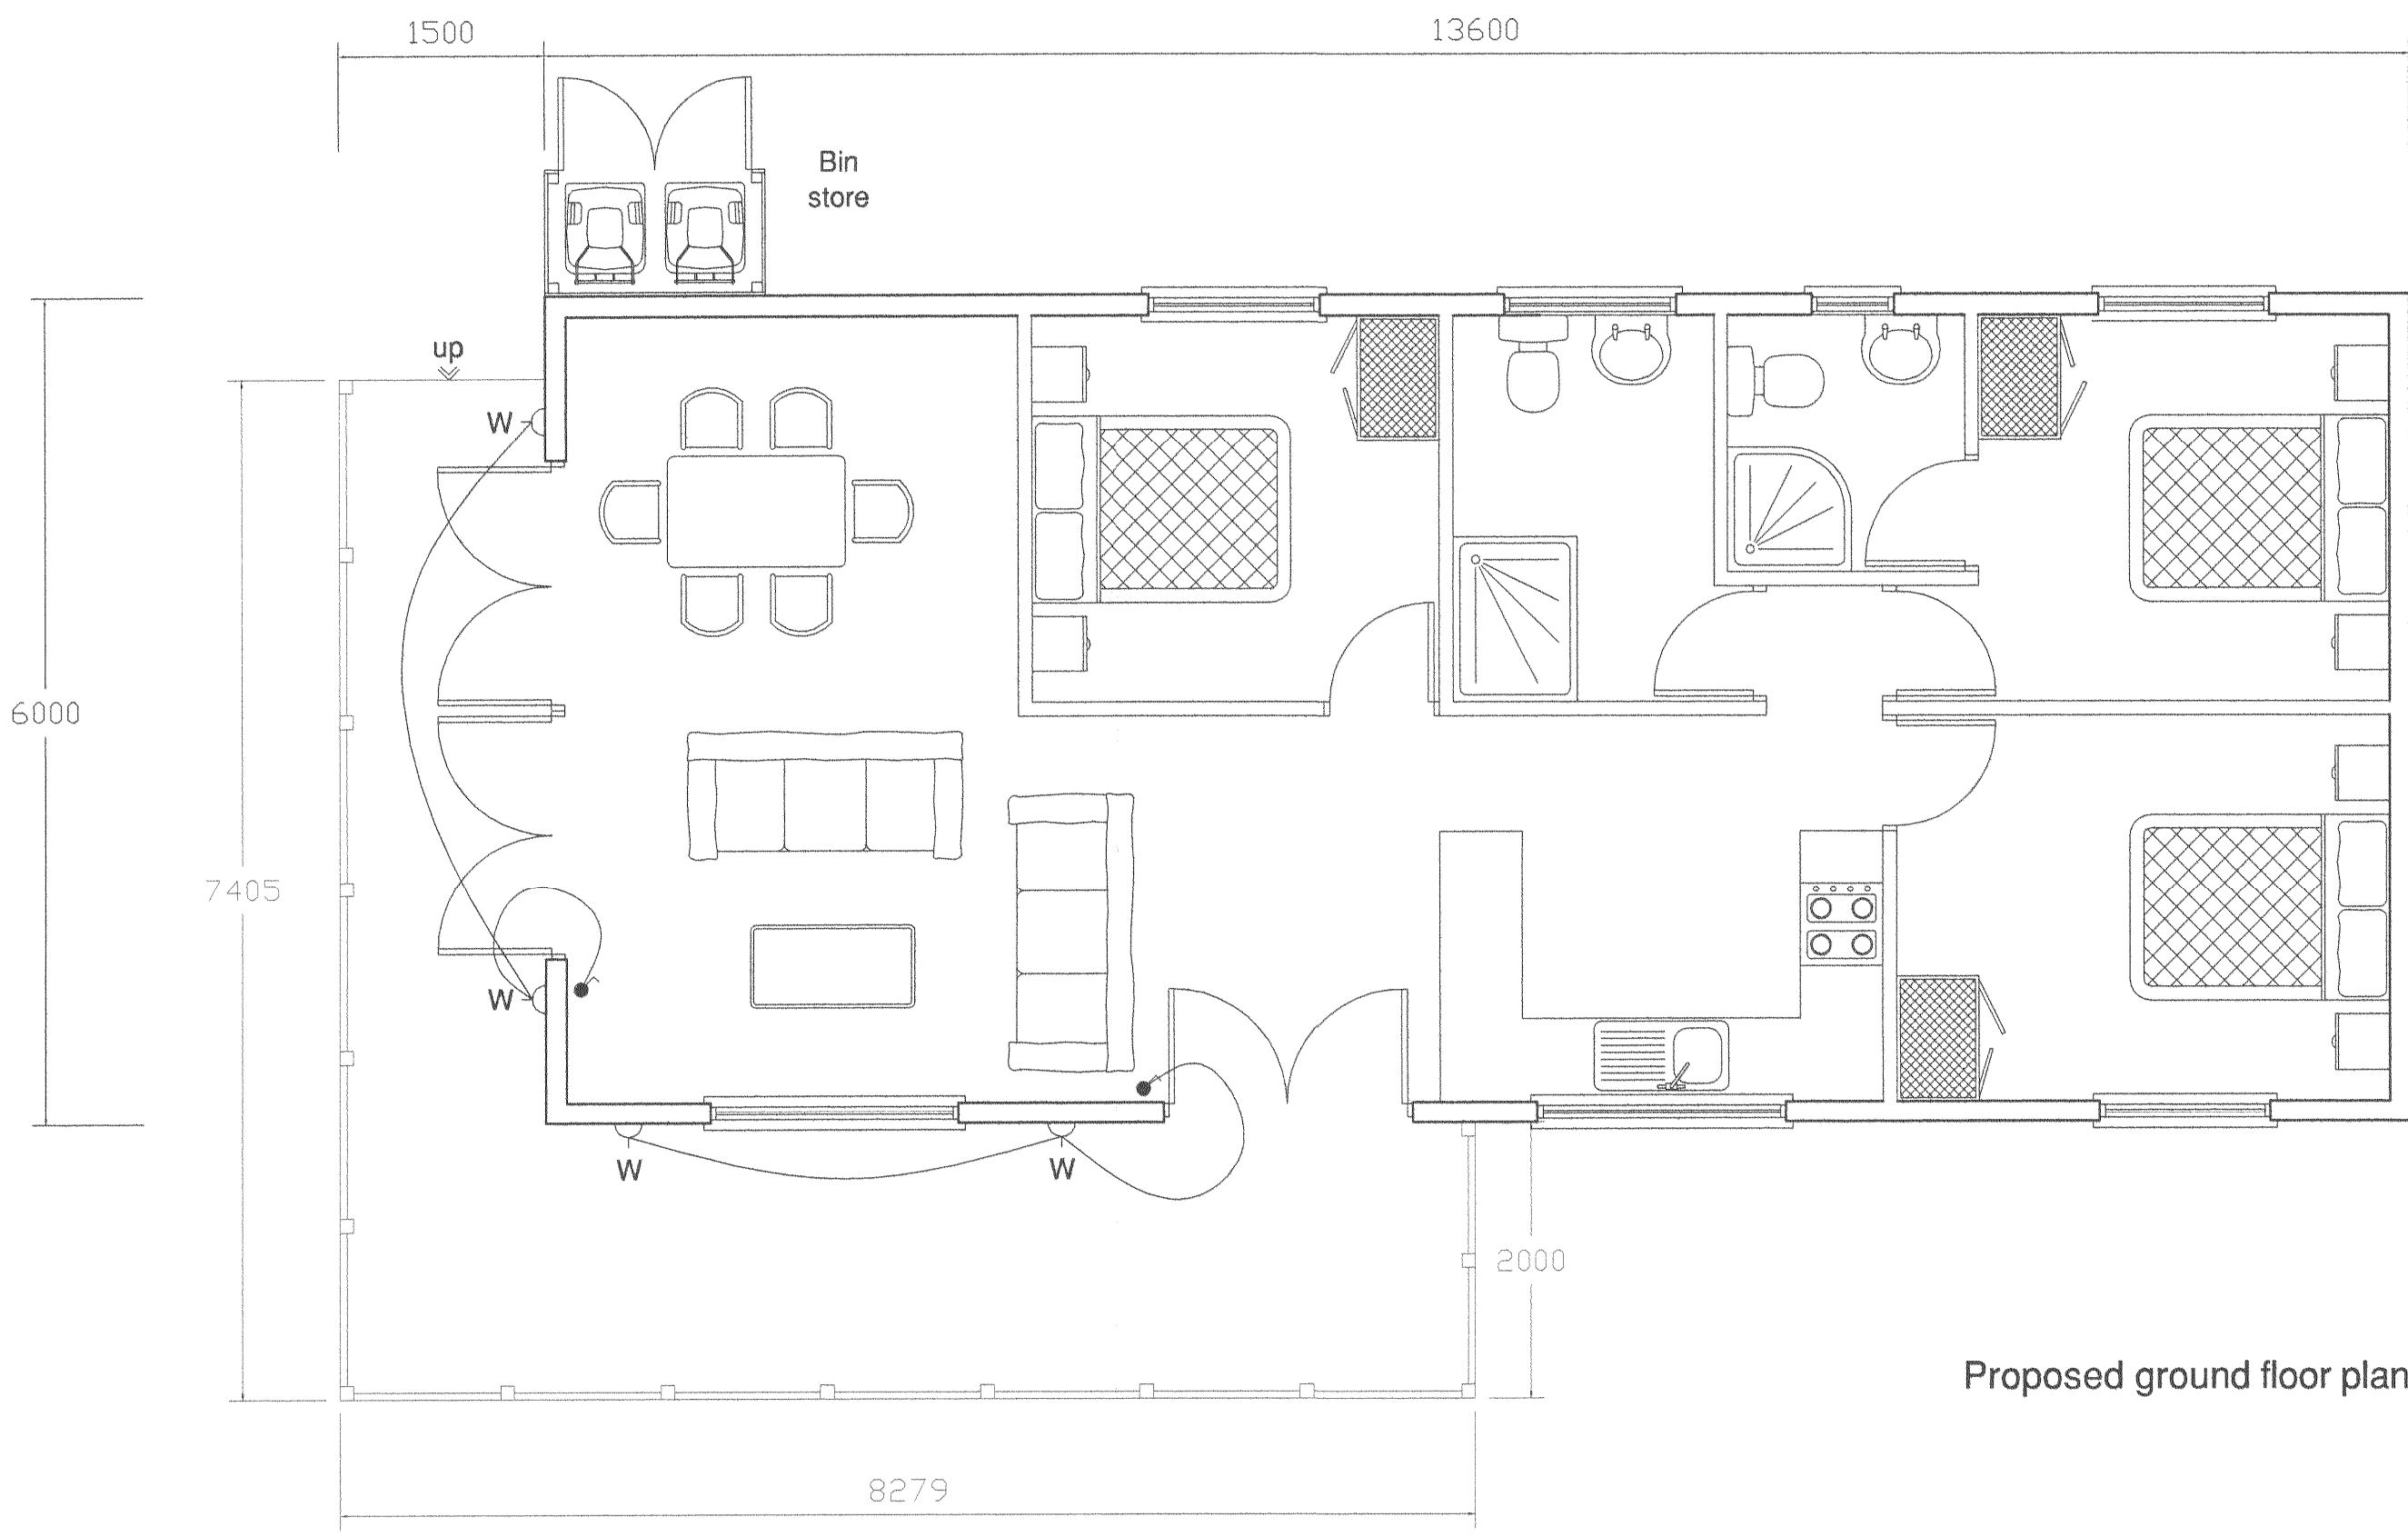 1500
13600
Bin
store
up
W
6000
7405
W
W
W
2000
Proposed ground floor plan
8279